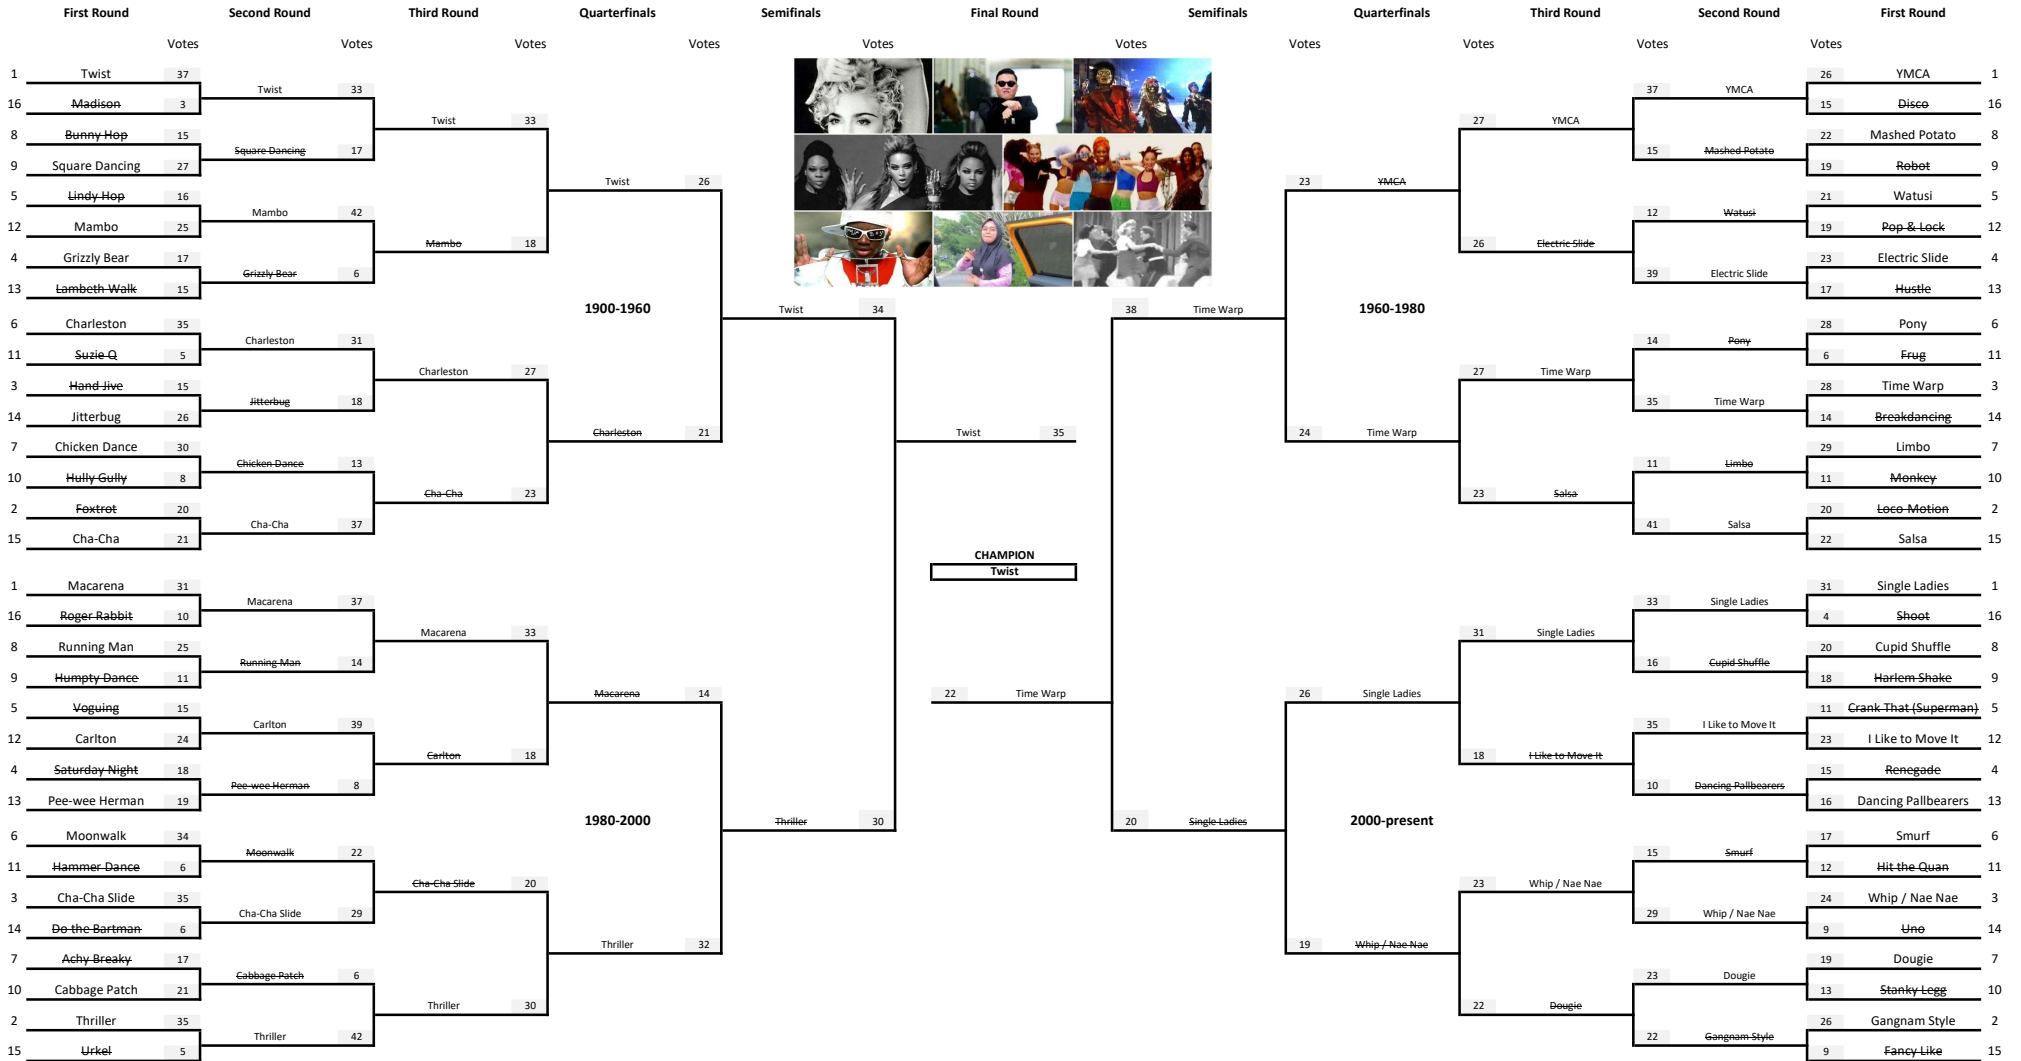 First Round Second Round Third Round Quarterfinals Semifinals Final Round Semifinals Quarterfinals Third Round Second Round First Round
Votes Votes Votes Votes Votes Votes Votes Votes Votes Votes
1 Twist 37 26 YMCA 1
Twist 33 37 YMCA
16 Madison 3 15 Disco 16
Twist 33 27 YMCA
8 Bunny Hop 15 22 Mashed Potato 8
Square Dancing 17 15 Mashed Potato
9 Square Dancing 27 19 Robot 9
Twist 26 23 YMCA
5 Lindy Hop 16 21 Watusi 5
Mambo 42 12 Watusi
12 Mambo 25 19 Pop & Lock 12
Mambo 18 26 Electric Slide
4 Grizzly Bear 17 23 Electric Slide 4
Grizzly Bear 6 39 Electric Slide
13 Lambeth Walk 15 17 Hustle 13
1900-1960 Twist 34 38 Time Warp 1960-1980
6 Charleston 35 28 Pony 6
Charleston 31 14 Pony
11 Suzie Q 5 6 Frug 11
Charleston 27 27 Time Warp
3 Hand Jive 15 28 Time Warp 3
Jitterbug 18 35 Time Warp
14 Jitterbug 26 14 Breakdancing 14
Charleston 21 Twist 35 24 Time Warp
7 Chicken Dance 30 29 Limbo 7
Chicken Dance 13 11 Limbo
10 Hully Gully 8 11 Monkey 10
Cha-Cha 23 23 Salsa
2 Foxtrot 20 20 Loco-Motion 2
Cha-Cha 37 41 Salsa
15 Cha-Cha 21 22 Salsa 15
CHAMPION
Twist
1 Macarena 31 31 Single Ladies 1
Macarena 37 33 Single Ladies
16 Roger Rabbit 10 4 Shoot 16
Macarena 33 31 Single Ladies
8 Running Man 25 20 Cupid Shuffle 8
Running Man 14 16 Cupid Shuffle
9 Humpty Dance 11 18 Harlem Shake 9
Macarena 14 22 Time Warp 26 Single Ladies
5 Voguing 15 11 Crank That (Superman) 5
Carlton 39 35 I Like to Move It
12 Carlton 24 23 I Like to Move It 12
Carlton 18 18 I Like to Move It
4 Saturday Night 18 15 Renegade 4
Pee-wee Herman 8 10 Dancing Pallbearers
13 Pee-wee Herman 19 16 Dancing Pallbearers 13
1980-2000 Thriller 30 20 Single Ladies 2000-present
6 Moonwalk 34 17 Smurf 6
Moonwalk 22 15 Smurf
11 Hammer Dance 6 12 Hit the Quan 11
Cha-Cha Slide 20 23 Whip / Nae Nae
3 Cha-Cha Slide 35 24 Whip / Nae Nae 3
Cha-Cha Slide 29 29 Whip / Nae Nae
14 Do the Bartman 6 9 Uno 14
Thriller 32 19 Whip / Nae Nae
7 Achy Breaky 17 19 Dougie 7
Cabbage Patch 6 23 Dougie
10 Cabbage Patch 21 13 Stanky Legg 10
Thriller 30 22 Dougie
2 Thriller 35 26 Gangnam Style 2
Thriller 42 22 Gangnam Style
15 Urkel 5 9 Fancy Like 15